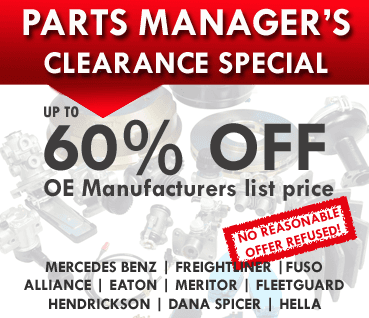 PARTS MANAGER'S
CLEARANCE SPECIAL
UP TO
60% OFF
OE Manufacturers list price
NO REASONABLE
OFFER REFUSED!
MERCEDES BENZ | FREIGHTLINER |FUSO
ALLIANCE | EATON | MERITOR | FLEETGUARD
HENDRICKSON | DANA SPICER | HELLA